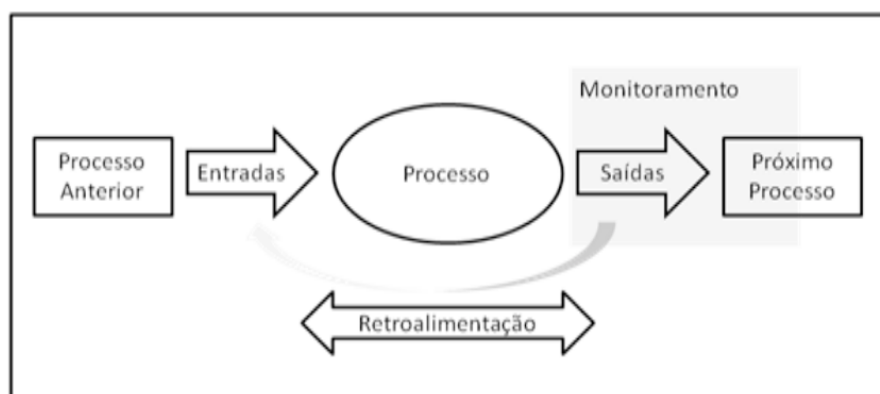 Monitoramento
Processo
Anterior
Entradas
Processo
Saídas
Próximo
Processo
Retroalimentação